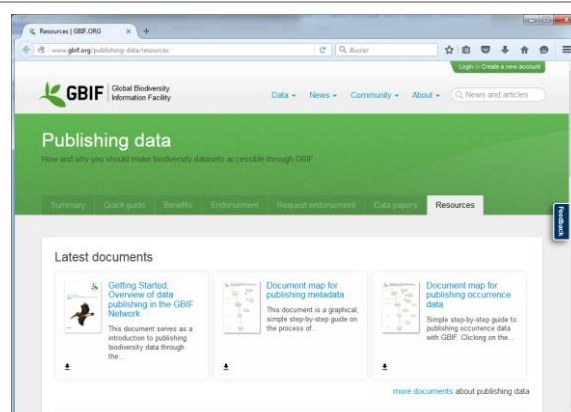 Resources | GBIF.ORG
www.gbif.org/publishing-data/resources
Buscar
Login or Create a new account
GBIF
Global Biodiversity
Information Facility
Data
News
Community
About
News and articles
Publishing data
How and why you should make biodiversity datasets accessible through GBIF
Summary
Quick guide
Benefits
Endorsement
Request endorsement
Data papers
Resources
Feedback
Latest documents
Getting Started,
Overview of data
publishing in the GBIF
Network
This document serves as a
introduction to publishing
biodiversity data through
the...
Document map for
publishing metadata
This document is a graphical,
simple step-by-step guide on
the process of...
Document map for
publishing occurrence
data
Simple step-by-step guide to
publishing occurrence data
with GBIF. Clicking on the...
more documents about publishing data